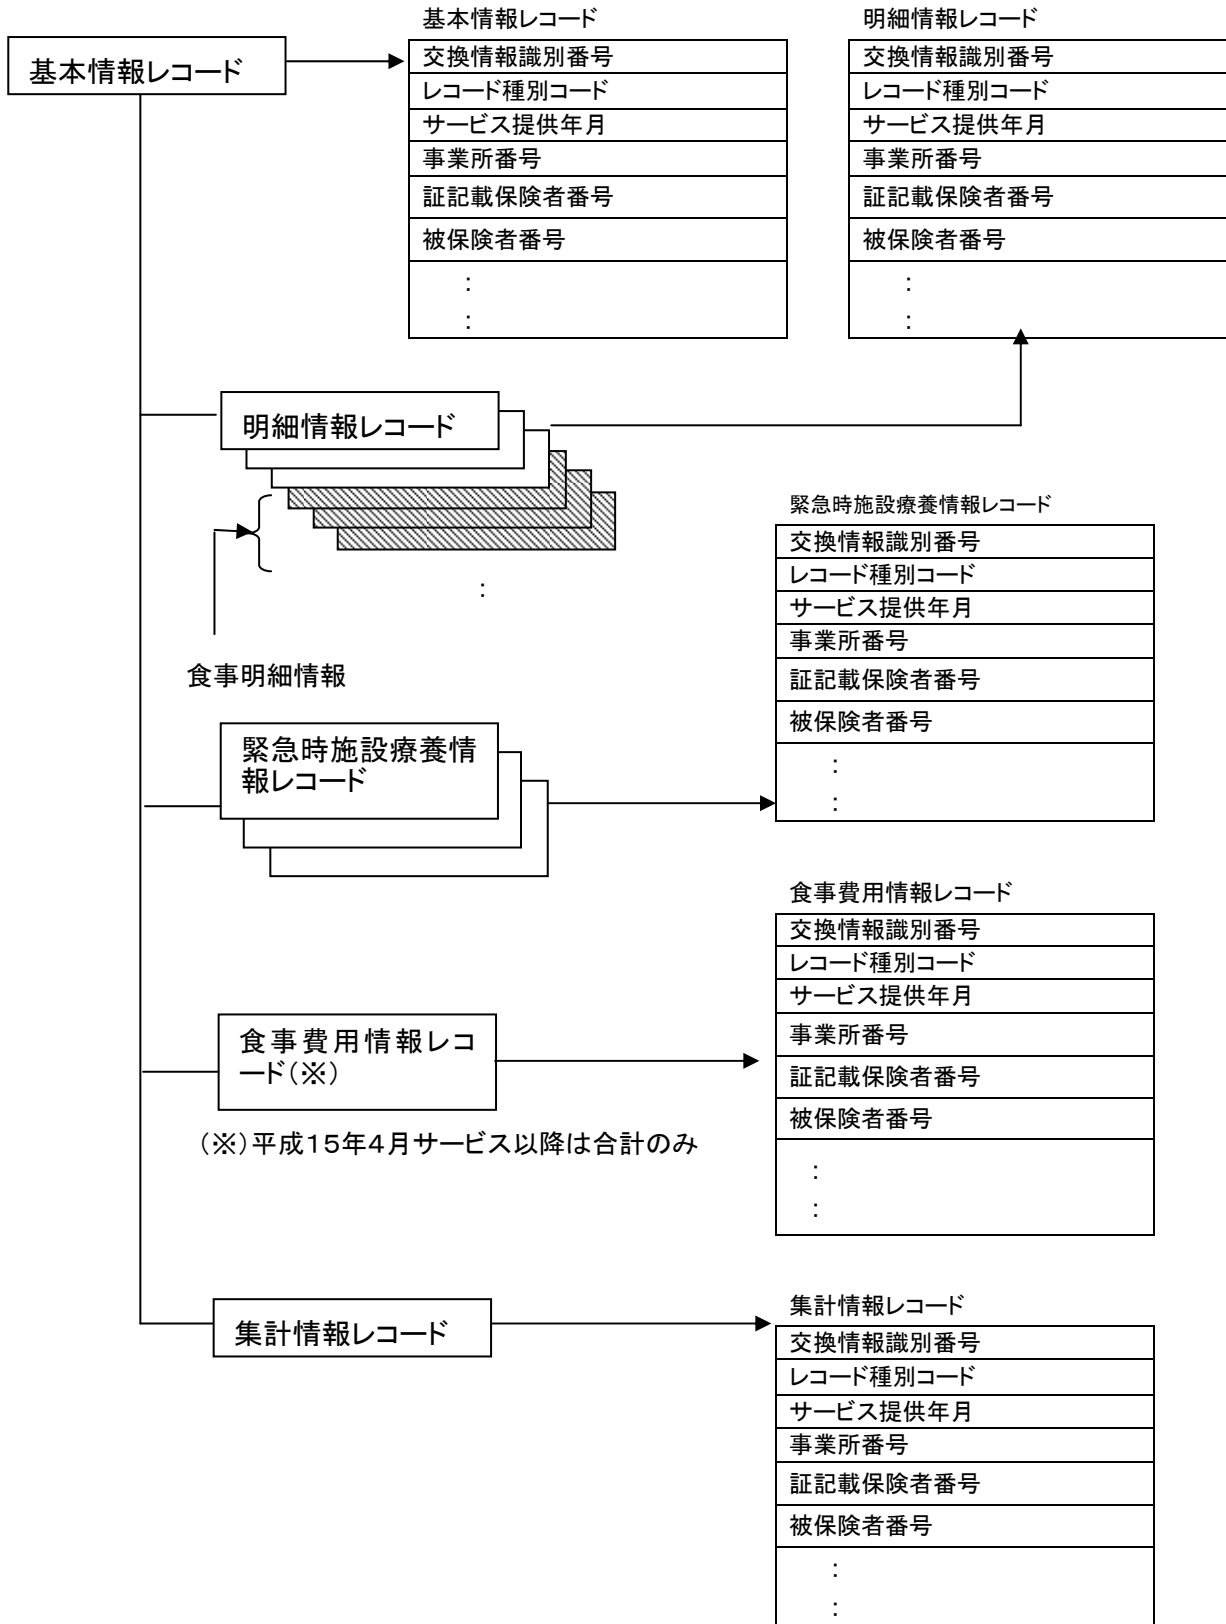 基本情報レコード
基本情報レコード
交換情報識別番号
レコード種別コード
サービス提供年月
事業所番号
証記載保険者番号
被保険者番号
：
：
明細情報レコード
交換情報識別番号
レコード種別コード
サービス提供年月
事業所番号
証記載保険者番号
被保険者番号
：
：
明細情報レコード
：
食事明細情報
緊急時施設療養情報レコード
交換情報識別番号
レコード種別コード
サービス提供年月
事業所番号
証記載保険者番号
被保険者番号
：
：
緊急時施設療養情
報レコード
食事費用情報レコード
交換情報識別番号
レコード種別コード
サービス提供年月
事業所番号
証記載保険者番号
被保険者番号
：
：
食事費用情報レコ
ード（※）
（※）平成１５年４月サービス以降は合計のみ
集計情報レコード
集計情報レコード
交換情報識別番号
レコード種別コード
サービス提供年月
事業所番号
証記載保険者番号
被保険者番号
：
：